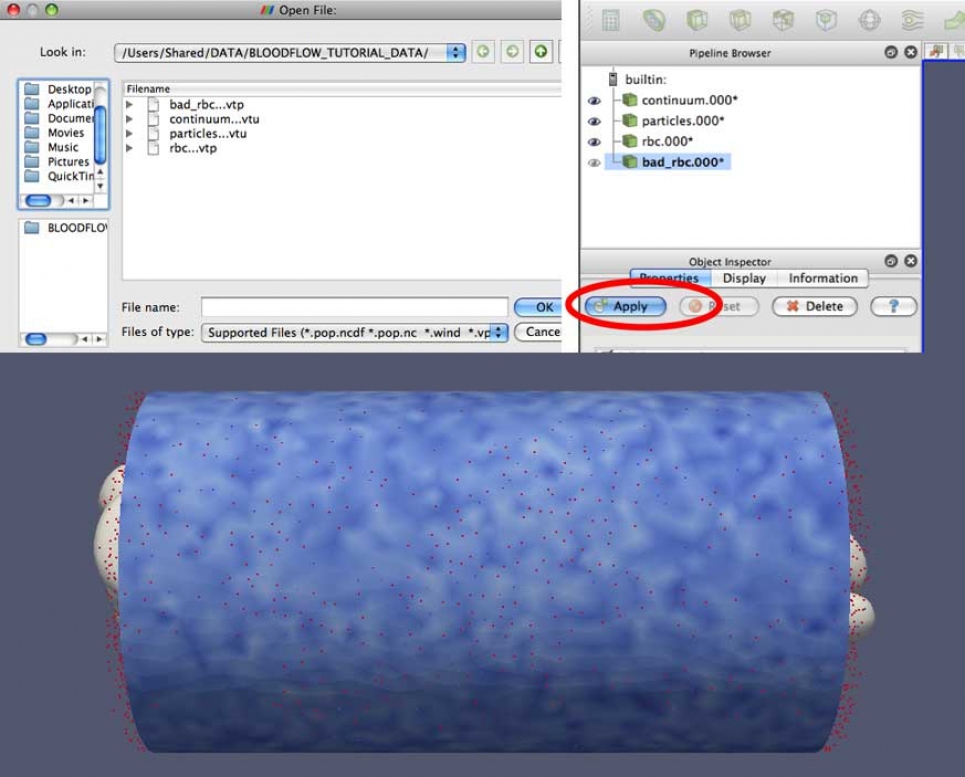 Open File:
Look in:
/Users/Shared/DATA/BLOODFLOW_TUTORIAL_DATA/
Desktop
Applicati
Documen
Movies
Music
Pictures
QuickTin
BLOODFLO
Filename
bad_rbc...vtp
continuum...vtu
particles...vtu
rbc...vtp
File name:
OK
Files of type:
Supported Files (*.pop.ncdf *.pop.nc *.wind *.vp
Cance
Pipeline Browser
builtin:
continuum.000*
particles.000*
rbc.000*
bad_rbc.000*
Object Inspector
Properties Display Information
Apply Reset Delete ?